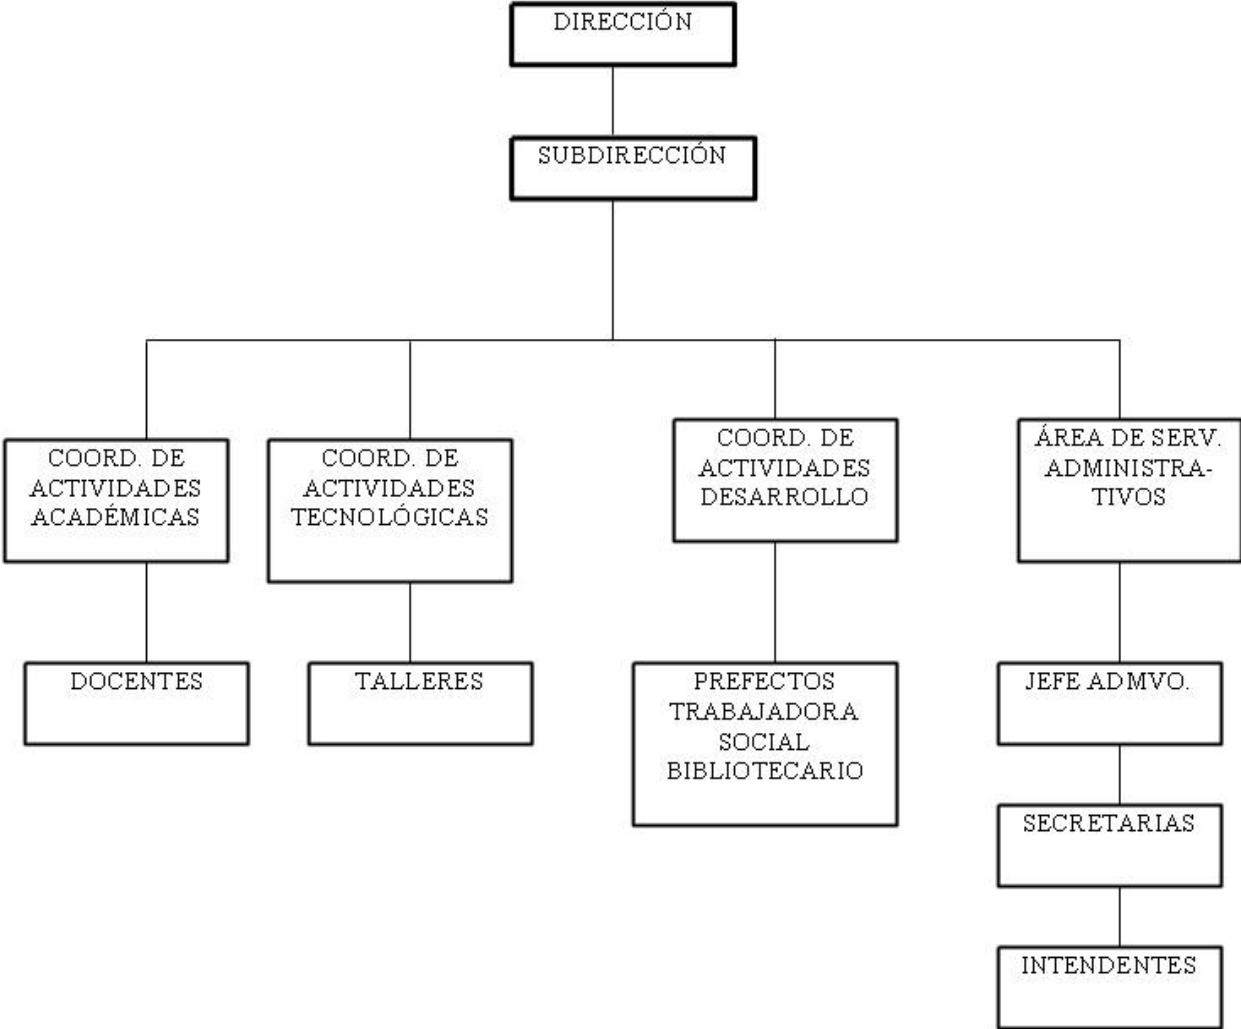 DIRECCIÓN
SUBDIRECCIÓN
COORD. DE
ACTIVIDADES
ACADÉMICAS
COORD. DE
ACTIVIDADES
TECNOLÓGICAS
COORD. DE
ACTIVIDADES
DESARROLLO
ÁREA DE SERV.
ADMINISTRA-
TIVOS
DOCENTES
TALLERES
PREFECTOS
TRABAJADORA
SOCIAL
BIBLIOTECARIO
JEFE ADMVO.
SECRETARIAS
INTENDENTES